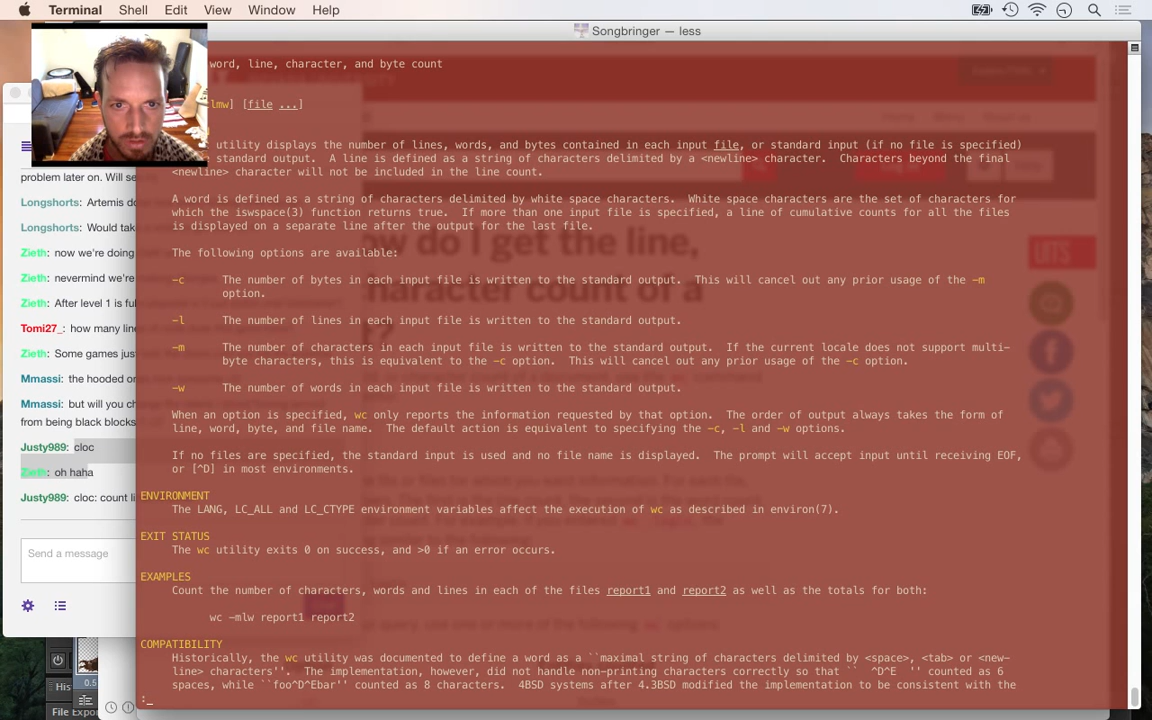 Terminal Shell Edit View Window Help
Songbringer — less
word, line, character, and byte count
lmw] [file ...]
utility displays the number of lines, words, and bytes contained in each input file, or standard input (if no file is specified)
standard output.  A line is defined as a string of characters delimited by a <newline> character.  Characters beyond the final
<newline> character will not be included in the line count.
A word is defined as a string of characters delimited by white space characters.  White space characters are the set of characters for
which the iswspace(3) function returns true.  If more than one input file is specified, a line of cumulative counts for all the files
is displayed on a separate line after the output for the last file.
The following options are available:
-c The number of bytes in each input file is written to the standard output.  This will cancel out any prior usage of the -m
option.
-l The number of lines in each input file is written to the standard output.
-m The number of characters in each input file is written to the standard output.  If the current locale does not support multi-
byte characters, this is equivalent to the -c option.  This will cancel out any prior usage of the -c option.
-w The number of words in each input file is written to the standard output.
When an option is specified, wc only reports the information requested by that option.  The order of output always takes the form of
line, word, byte, and file name.  The default action is equivalent to specifying the -c, -l and -w options.
If no files are specified, the standard input is used and no file name is displayed.  The prompt will accept input until receiving EOF,
or [^D] in most environments.
ENVIRONMENT
The LANG, LC_ALL and LC_CTYPE environment variables affect the execution of wc as described in environ(7).
EXIT STATUS
The wc utility exits 0 on success, and >0 if an error occurs.
EXAMPLES
Count the number of characters, words and lines in each of the files report1 and report2 as well as the totals for both:
wc -mlw report1 report2
COMPATIBILITY
Historically, the wc utility was documented to define a word as a ``maximal string of characters delimited by <space>, <tab> or <new-
line> characters''.  The implementation, however, did not handle non-printing characters correctly so that ``  ^D^E  '' counted as 6
spaces, while ``foo^D^Ebar'' counted as 8 characters.  4BSD systems after 4.3BSD modified the implementation to be consistent with the
:
problem later on. Will se
Longshorts: Artemis do
Longshorts: Would tak
Zieth: now we're doing
Zieth: nevermind we're
Zieth: After level 1 is ful
Tomi27_: how many line
Zieth: Some games jus
Mmassi: the hooded or
Mmassi: but will you ch
from being black blocks
Justy989: cloc
Zieth: oh haha
Justy989: cloc: count li
Send a message
0.5
His
File Expor
ow do I get the line,
haracter count of a
?